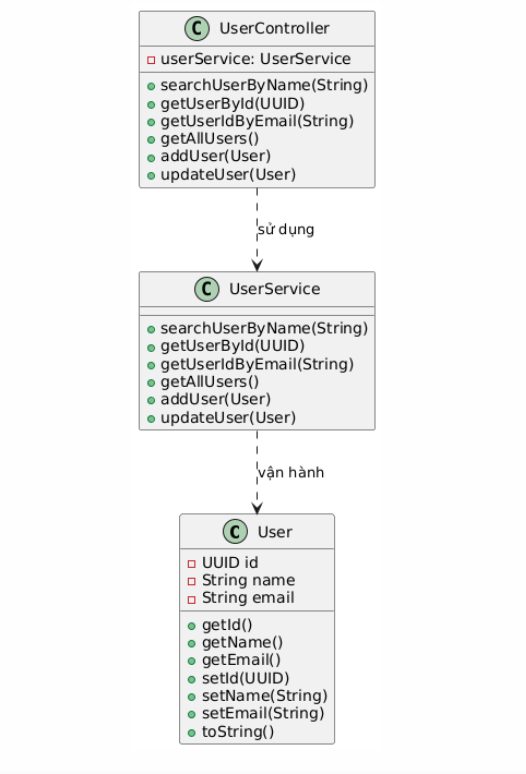 C UserController
userService: UserService
searchUserByName(String)
getUserById(UUID)
getUserIdByEmail(String)
getAllUsers()
addUser(User)
updateUser(User)
sử dụng
C UserService
searchUserByName(String)
getUserById(UUID)
getUserIdByEmail(String)
getAllUsers()
addUser(User)
updateUser(User)
vận hành
C User
UUID id
String name
String email
getId()
getName()
getEmail()
setId(UUID)
setName(String)
setEmail(String)
toString()